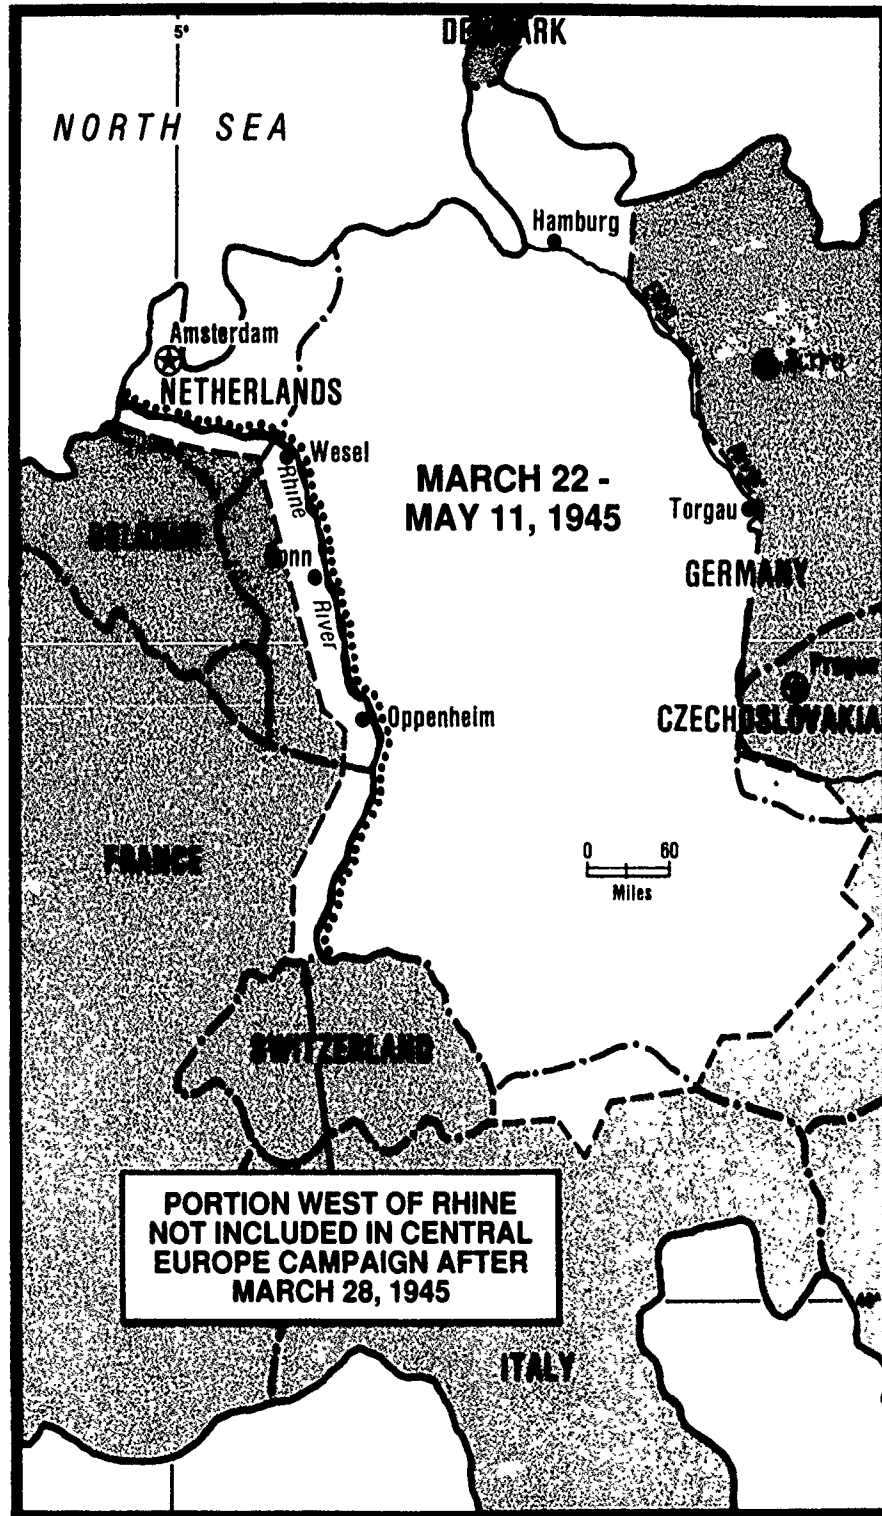 5°
DENMARK
NORTH SEA
Hamburg
Amsterdam
NETHERLANDS
Wesel
Rhine
MARCH 22 -
MAY 11, 1945
Torgau
BELGIUM
River
GERMANY
Oppenheim
CZECHOSLOVAKIA
FRANCE
0 60
Miles
SWITZERLAND
PORTION WEST OF RHINE
NOT INCLUDED IN CENTRAL
EUROPE CAMPAIGN AFTER
MARCH 28, 1945
ITALY